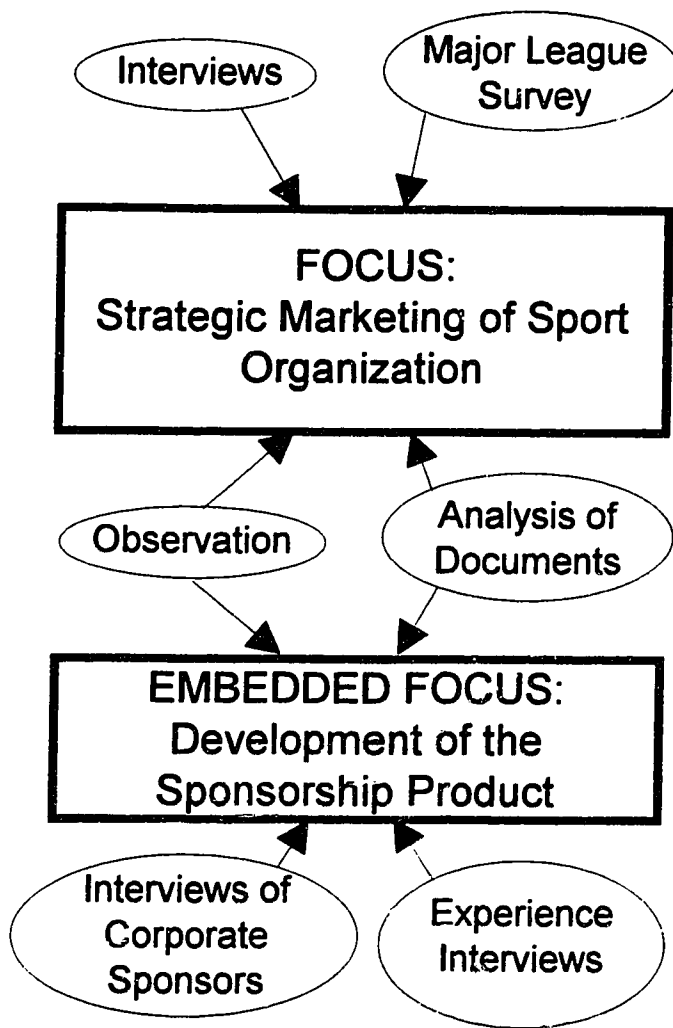 Interviews
Major League
Survey
FOCUS:
Strategic Marketing of Sport
Organization
Observation
Analysis of
Documents
EMBEDDED FOCUS:
Development of the
Sponsorship Product
Interviews of
Corporate
Sponsors
Experience
Interviews